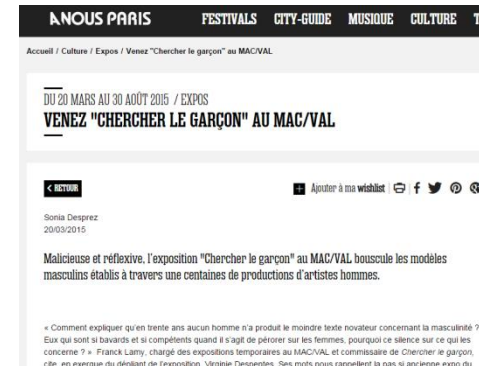 A NOUS PARIS FESTIVALS CITY-GUIDE MUSIQUE CULTURE T
Accueil / Culture / Expos / Venez "Chercher le garçon" au MAC/VAL
DU 20 MARS AU 30 AOÛT 2015 / EXPOS
VENEZ "CHERCHER LE GARÇON" AU MAC/VAL
< RETOUR Ajouter à ma wishlist
Sonia Desprez
20/03/2015
Malicieuse et réflexive, l'exposition "Chercher le garçon" au MAC/VAL bouscule les modèles
masculins établis à travers une centaines de productions d'artistes hommes.
« Comment expliquer qu'en trente ans aucun homme n'a produit le moindre texte novateur concernant la masculinité ?
Eux qui sont si bavards et si compétents quand il s'agit de pérorer sur les femmes, pourquoi ce silence sur ce qui les
concerne ? » Franck Lamy, chargé des expositions temporaires au MAC/VAL et commissaire de Chercher le garçon,
cite, en exergue du dépliant de l'exposition, Virginie Despentes. Ses mots nous rappellent la pas si ancienne expo du